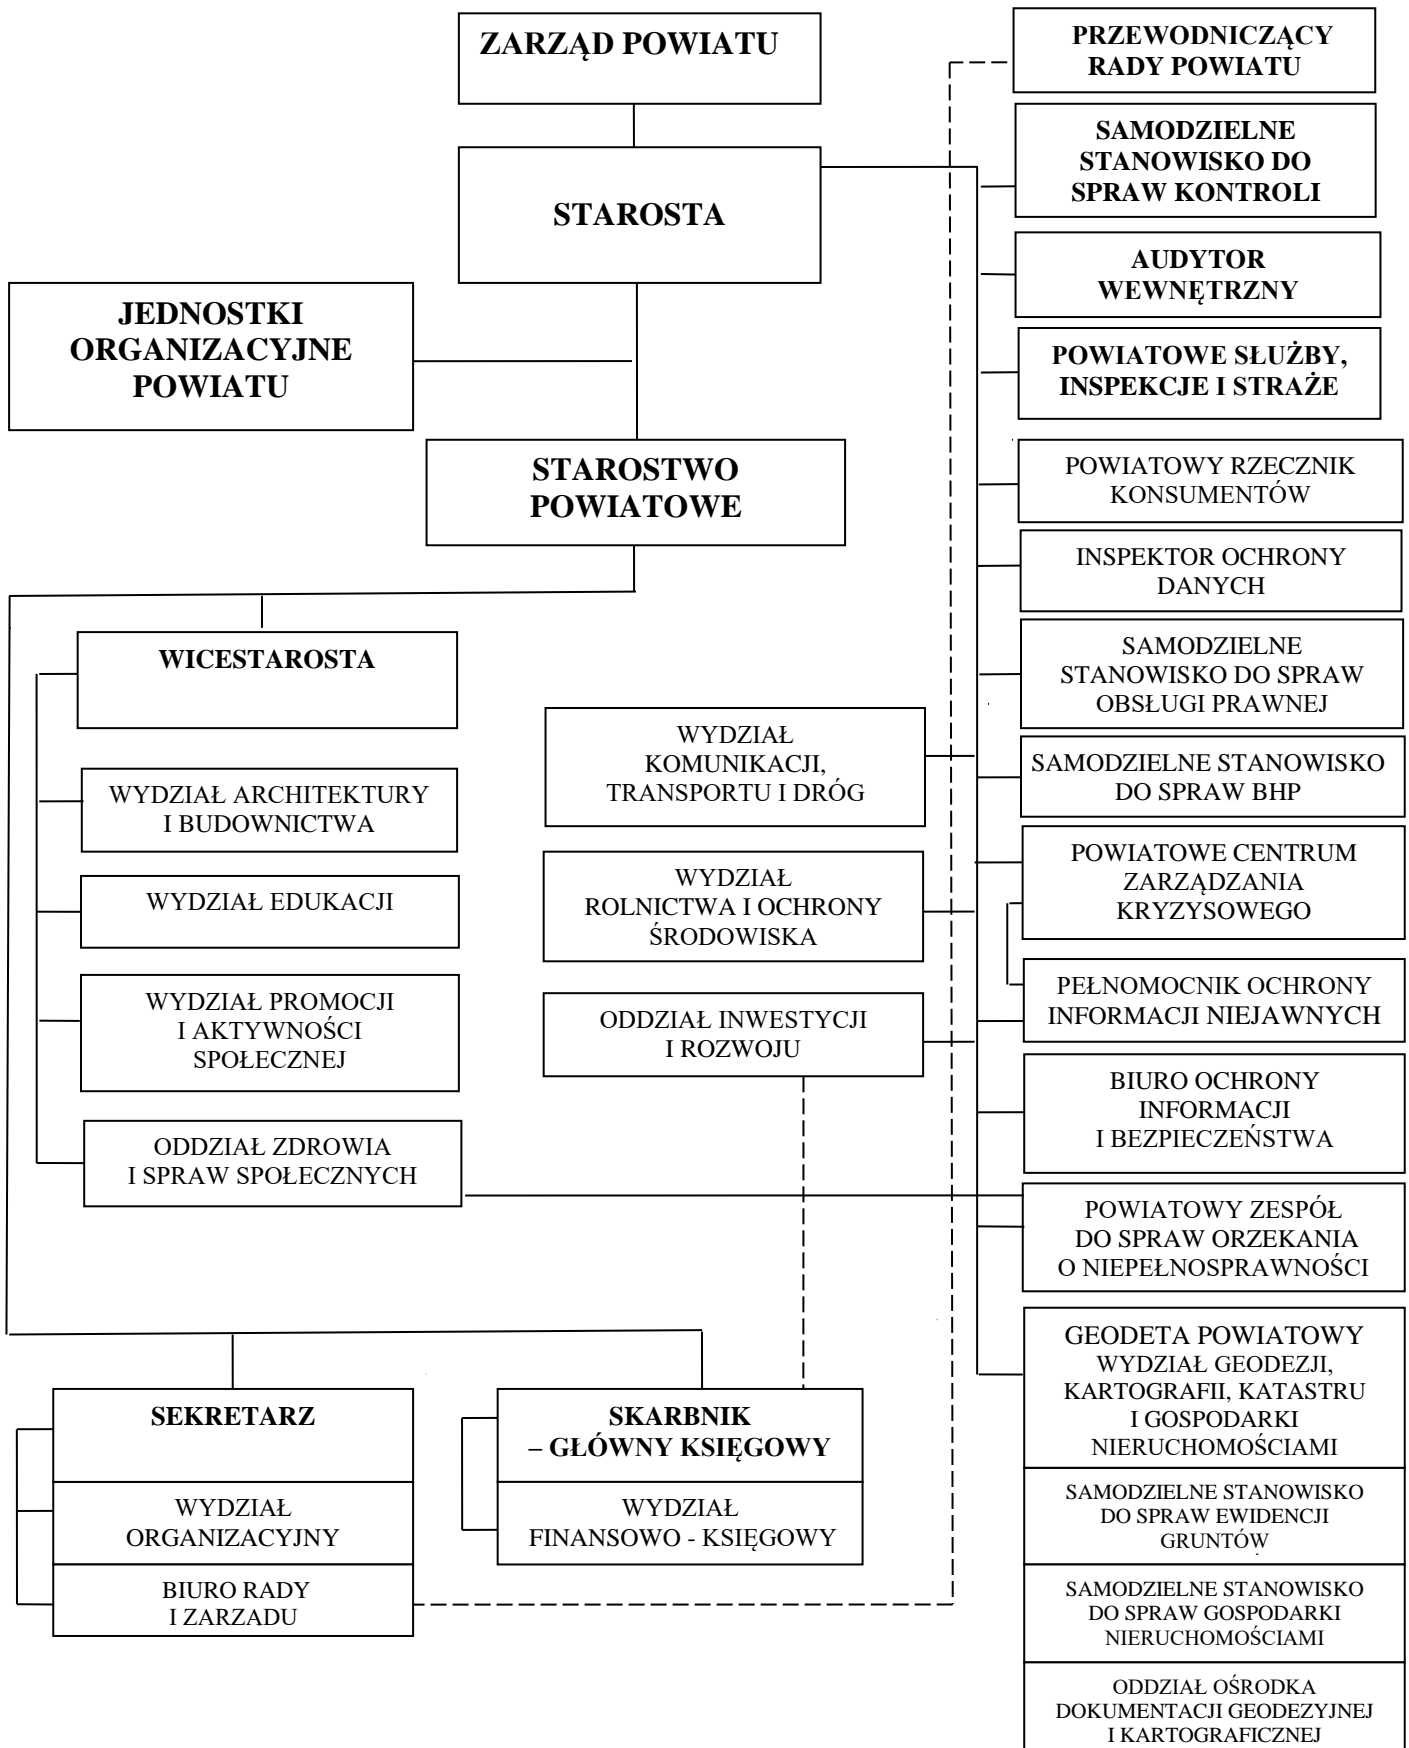 ZARZĄD POWIATU
STAROSTA
JEDNOSTKI
ORGANIZACYJNE
POWIATU
STAROSTWO
POWIATOWE
PRZEWODNICZĄCY
RADY POWIATU
SAMODZIELNE
STANOWISKO DO
SPRAW KONTROLI
AUDYTOR
WEWNĘTRZNY
POWIATOWE SŁUŻBY,
INSPEKCJE I STRAŻE
POWIATOWY RZECZNIK
KONSUMENTÓW
INSPEKTOR OCHRONY
DANYCH
SAMODZIELNE
STANOWISKO DO SPRAW
OBSŁUGI PRAWNEJ
SAMODZIELNE STANOWISKO
DO SPRAW BHP
POWIATOWE CENTRUM
ZARZĄDZANIA
KRYZYSOWEGO
PEŁNOMOCNIK OCHRONY
INFORMACJI NIEJAWNYCH
BIURO OCHRONY
INFORMACJI
I BEZPIECZEŃSTWA
POWIATOWY ZESPÓŁ
DO SPRAW ORZEKANIA
O NIEPEŁNOSPRAWNOŚCI
GEODETA POWIATOWY
WYDZIAŁ GEODEZJI,
KARTOGRAFII, KATASTRU
I GOSPODARKI
NIERUCHOMOŚCIAMI
SAMODZIELNE STANOWISKO
DO SPRAW EWIDENCJI
GRUNTÓW
SAMODZIELNE STANOWISKO
DO SPRAW GOSPODARKI
NIERUCHOMOŚCIAMI
ODDZIAŁ OŚRODKA
DOKUMENTACJI GEODEZYJNEJ
I KARTOGRAFICZNEJ
WICESTAROSTA
WYDZIAŁ ARCHITEKTURY
I BUDOWNICTWA
WYDZIAŁ EDUKACJI
WYDZIAŁ PROMOCJI
I AKTYWNOŚCI
SPOŁECZNEJ
ODDZIAŁ ZDROWIA
I SPRAW SPOŁECZNYCH
WYDZIAŁ
KOMUNIKACJI,
TRANSPORTU I DRÓG
WYDZIAŁ
ROLNICTWA I OCHRONY
ŚRODOWISKA
ODDZIAŁ INWESTYCJI
I ROZWOJU
SEKRETARZ
WYDZIAŁ
ORGANIZACYJNY
BIURO RADY
I ZARZADU
SKARBNIK
– GŁÓWNY KSIĘGOWY
WYDZIAŁ
FINANSOWO - KSIĘGOWY